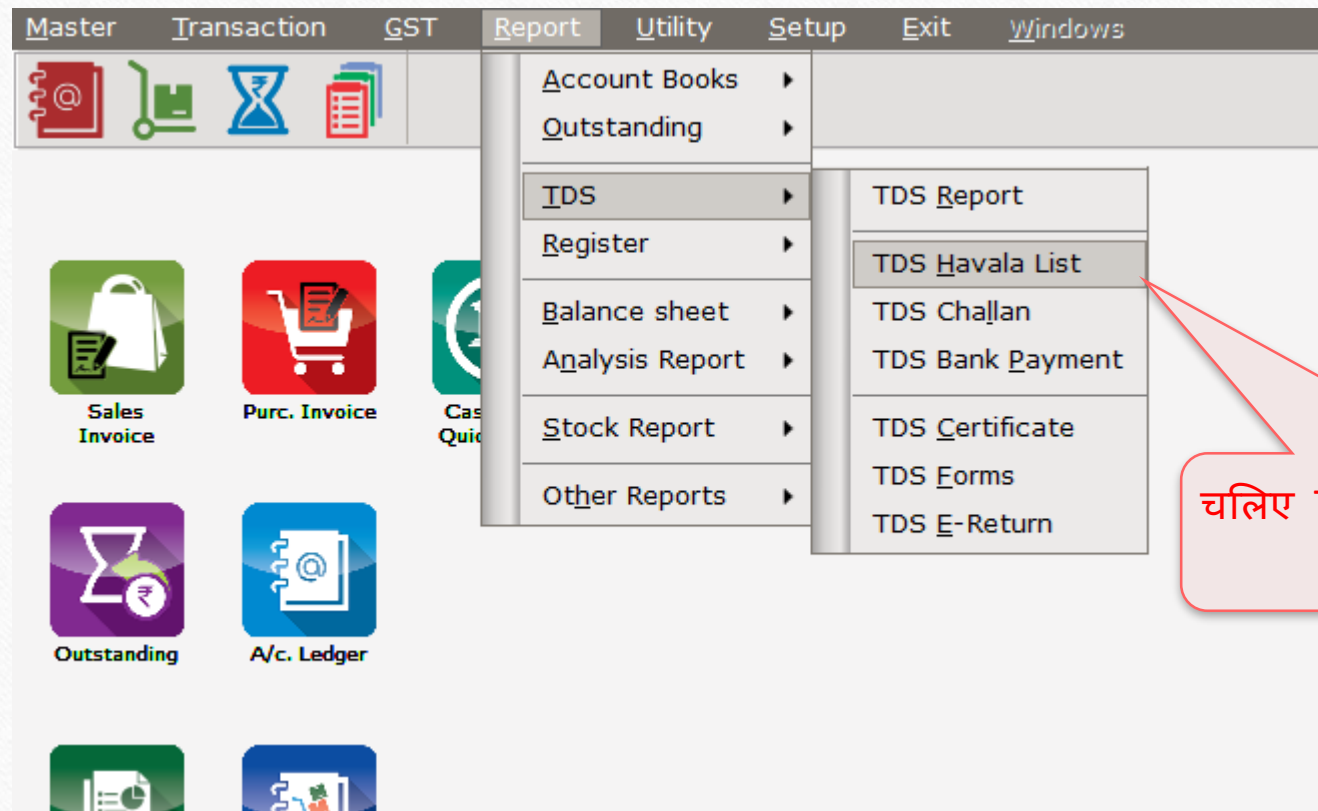 Master Transaction GST Report Utility Setup Exit Windows
Account Books
Outstanding
TDS
Register
Balance sheet
Analysis Report
Stock Report
Other Reports
TDS Report
TDS Havala List
TDS Challan
TDS Bank Payment
TDS Certificate
TDS Forms
TDS E-Return
Sales
Invoice
Purc. Invoice
Outstanding
A/c. Ledger
चलिए